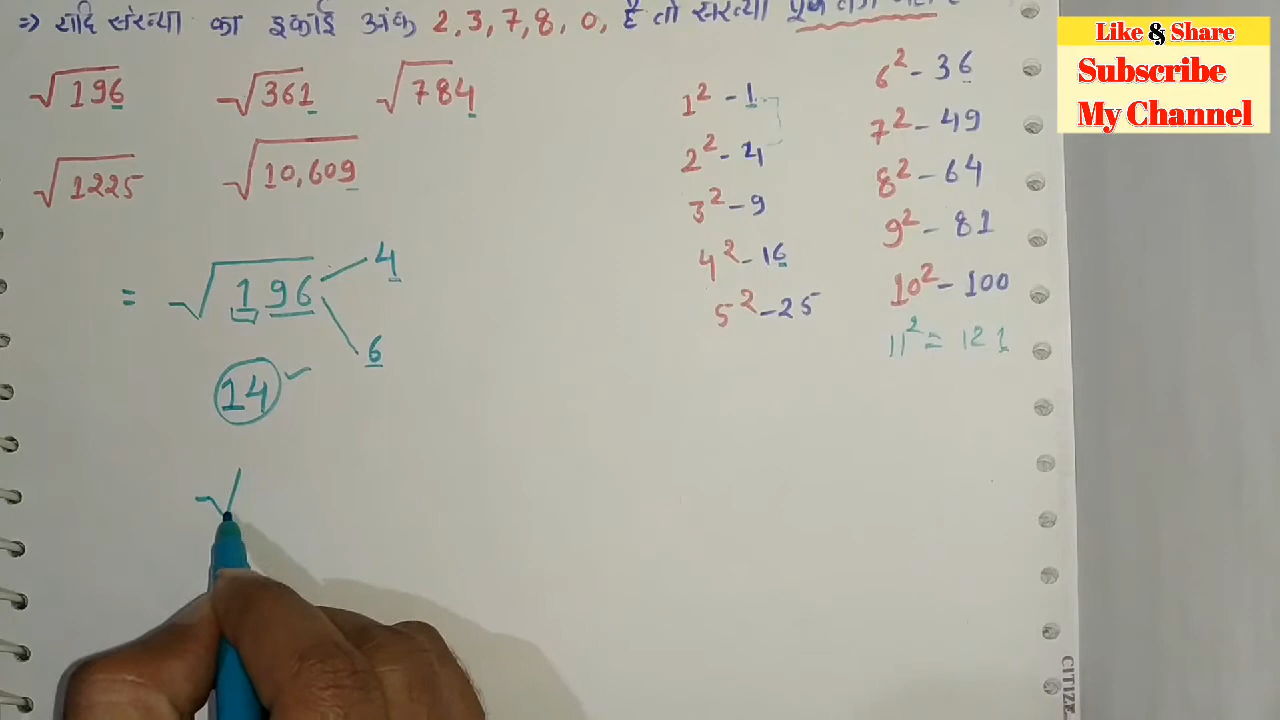 ⇒ यदि संख्या का इकाई अंक 2, 3, 7, 8, 0, है तो संख्या पूर्ण
√196 √361 √784
√1225 √10,609
= √196 4
6
14 ✓
√
1² - 1
2² - 4
3² - 9
4² - 16
5² - 25
6² - 36
7² - 49
8² - 64
9² - 81
10² - 100
11² = 121
Like & Share
Subscribe
My Channel
CITIZ